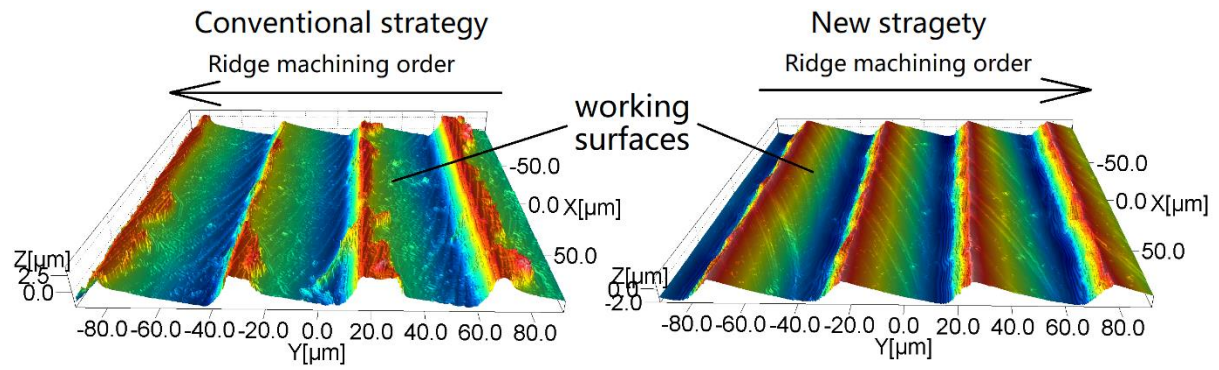 Conventional strategy
Ridge machining order
New stragety
Ridge machining order
working
surfaces
-50.0
0.0
X[µm]
50.0
Z[µm]
2.0
0.0
-80.0 -60.0 -40.0 -20.0 0.0 20.0 40.0 60.0 80.0
Y[µm]
-50.0
0.0
X[µm]
50.0
Z[µm]
0.0
-2.0
-80.0 -60.0 -40.0 -20.0 0.0 20.0 40.0 60.0 80.0
Y[µm]